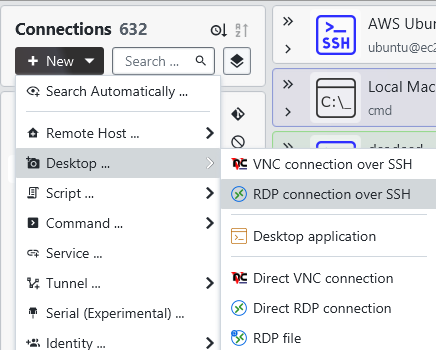 Connections 632
New
Search ...
Search Automatically ...
Remote Host ...
Desktop ...
Script ...
Command ...
Service ...
Tunnel ...
Serial (Experimental) ...
Identity ...
VNC connection over SSH
RDP connection over SSH
Desktop application
Direct VNC connection
Direct RDP connection
RDP file
SSH
AWS Ubun
ubuntu@ec2
C:\_
Local Mac
cmd